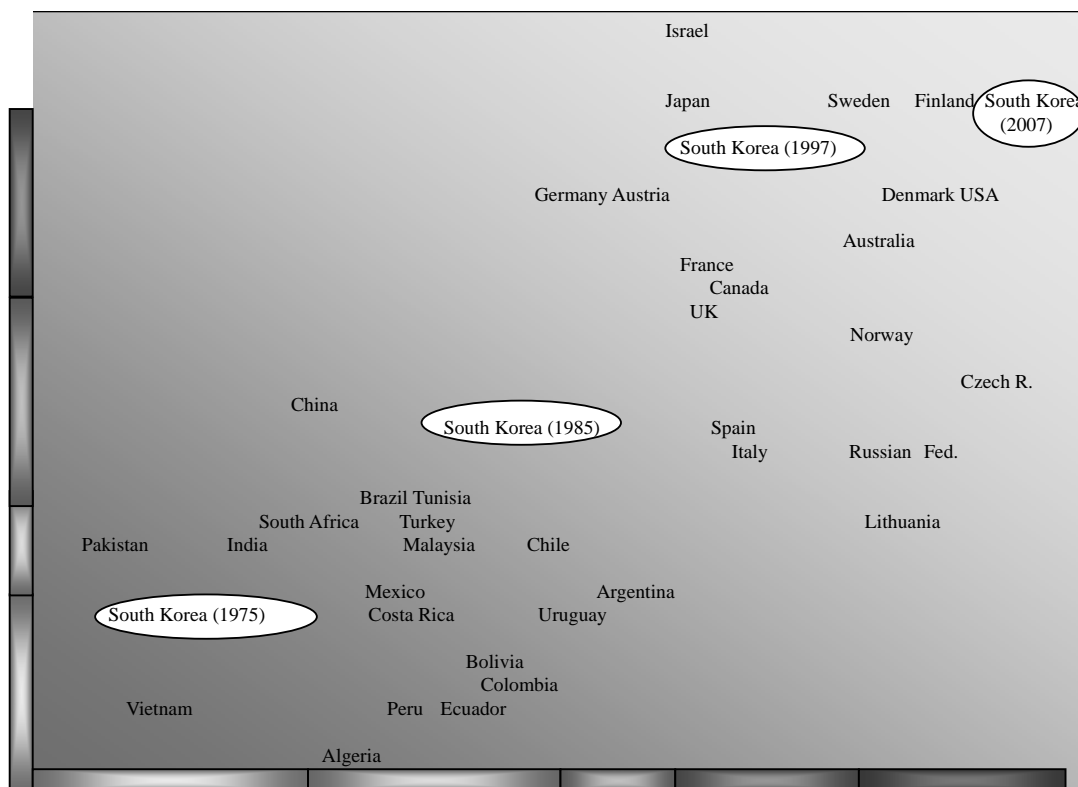 Israel
Japan Sweden Finland South Korea
(2007)
South Korea (1997)
Germany Austria Denmark USA
Australia
France
Canada
UK
Norway
Czech R.
China
South Korea (1985)
Spain
Italy Russian Fed.
Brazil Tunisia
South Africa Turkey Lithuania
Pakistan India Malaysia Chile
Mexico Argentina
South Korea (1975) Costa Rica Uruguay
Bolivia
Colombia
Vietnam Peru Ecuador
Algeria